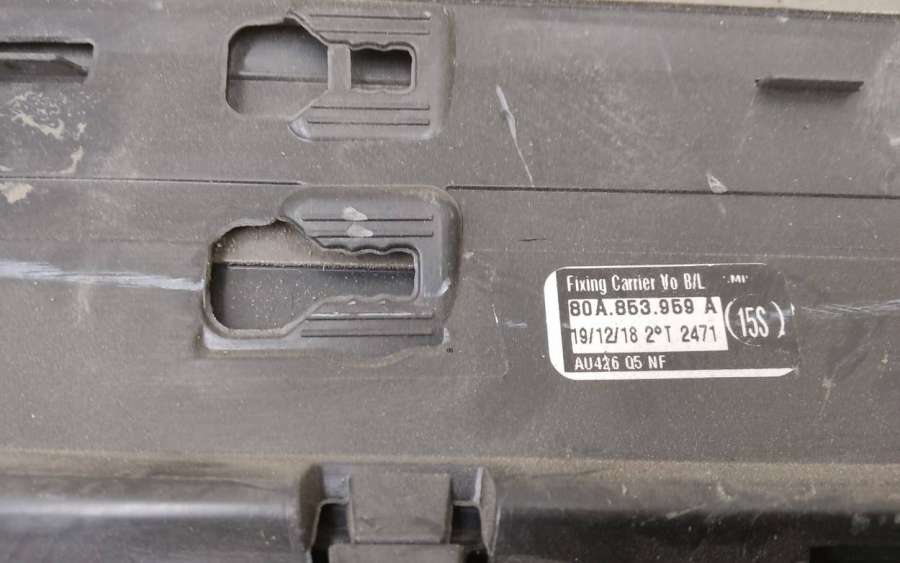 Fixing Carrier Vo B/L
80A.853.959 A
(15S)
19/12/18 2°T 2471
AU426 Q5 NF